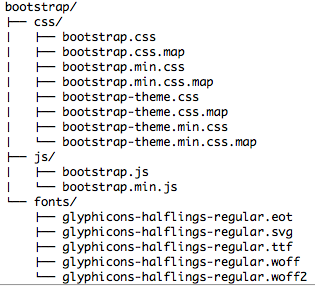 bootstrap/
├── css/
│   ├── bootstrap.css
│   ├── bootstrap.css.map
│   ├── bootstrap.min.css
│   ├── bootstrap.min.css.map
│   ├── bootstrap-theme.css
│   ├── bootstrap-theme.css.map
│   ├── bootstrap-theme.min.css
│   └── bootstrap-theme.min.css.map
├── js/
│   ├── bootstrap.js
│   └── bootstrap.min.js
└── fonts/
    ├── glyphicons-halflings-regular.eot
    ├── glyphicons-halflings-regular.svg
    ├── glyphicons-halflings-regular.ttf
    ├── glyphicons-halflings-regular.woff
    └── glyphicons-halflings-regular.woff2